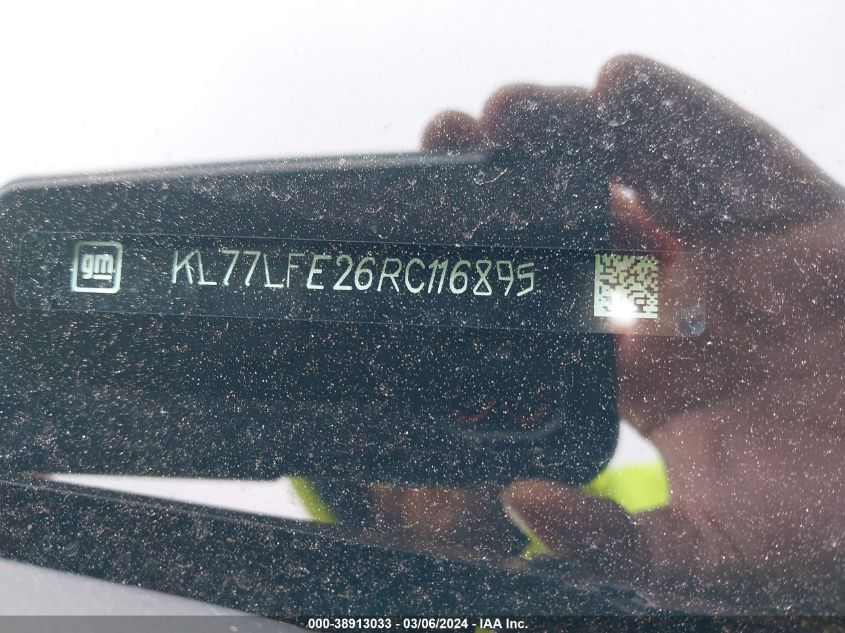 gm KL77LFE26RC116895
000-38913033 - 03/06/2024 - IAA Inc.